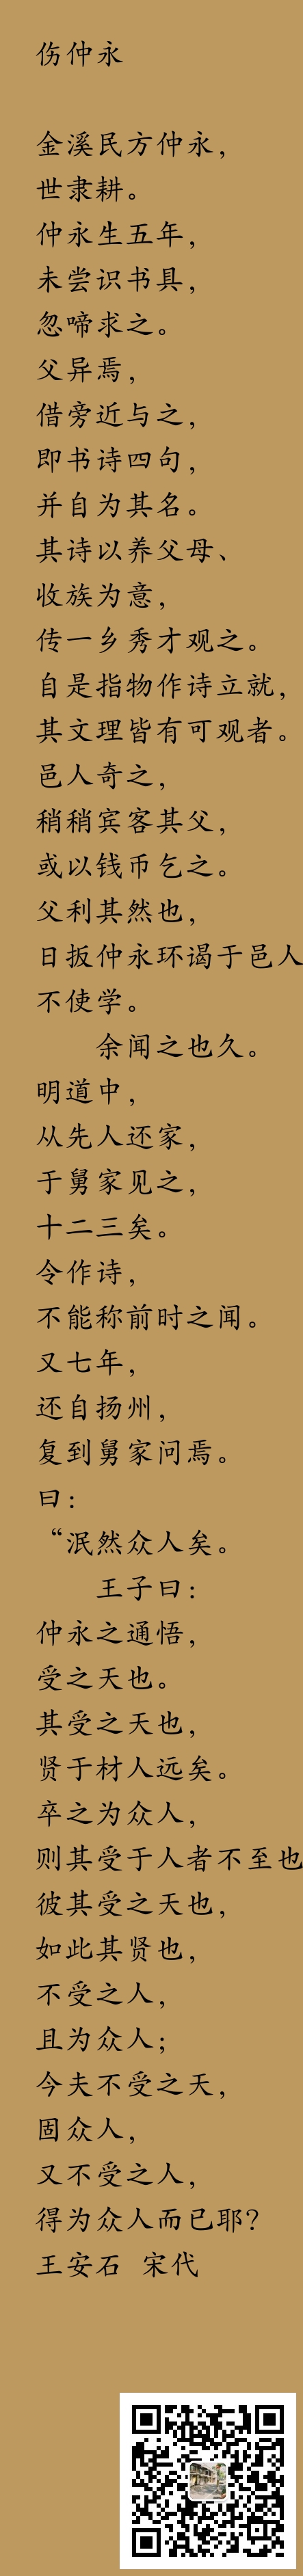 伤仲永
金溪民方仲永，
世隶耕。
仲永生五年，
未尝识书具，
忽啼求之。
父异焉，
借旁近与之，
即书诗四句，
并自为其名。
其诗以养父母、
收族为意，
传一乡秀才观之。
自是指物作诗立就，
其文理皆有可观者。
邑人奇之，
稍稍宾客其父，
或以钱币乞之。
父利其然也，
日扳仲永环谒于邑人
不使学。
余闻之也久。
明道中，
从先人还家，
于舅家见之，
十二三矣。
令作诗，
不能称前时之闻。
又七年，
还自扬州，
复到舅家问焉。
曰：
“泯然众人矣。
王子曰：
仲永之通悟，
受之天也。
其受之天也，
贤于材人远矣。
卒之为众人，
则其受于人者不至也
彼其受之天也，
如此其贤也，
不受之人，
且为众人；
今夫不受之天，
固众人，
又不受之人，
得为众人而已耶？
王安石 宋代